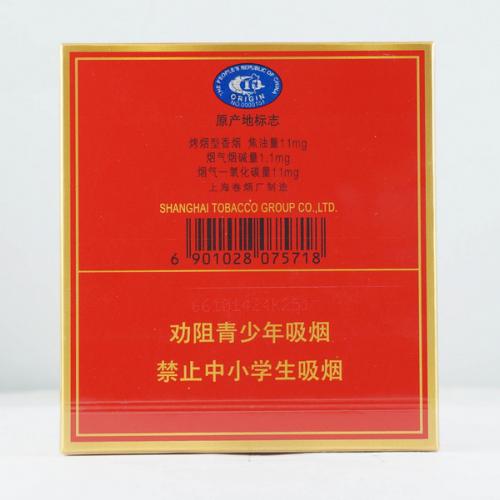 THE PEOPLE'S REPUBLIC OF CHINA
ORIGIN
NO.0000101
原产地标志
烤烟型香烟 焦油量11mg
烟气烟碱量1.1mg
烟气一氧化碳量11mg
上海卷烟厂制造
SHANGHAI TOBACCO GROUP CO.,LTD.
6 901028 075718
劝阻青少年吸烟
禁止中小学生吸烟